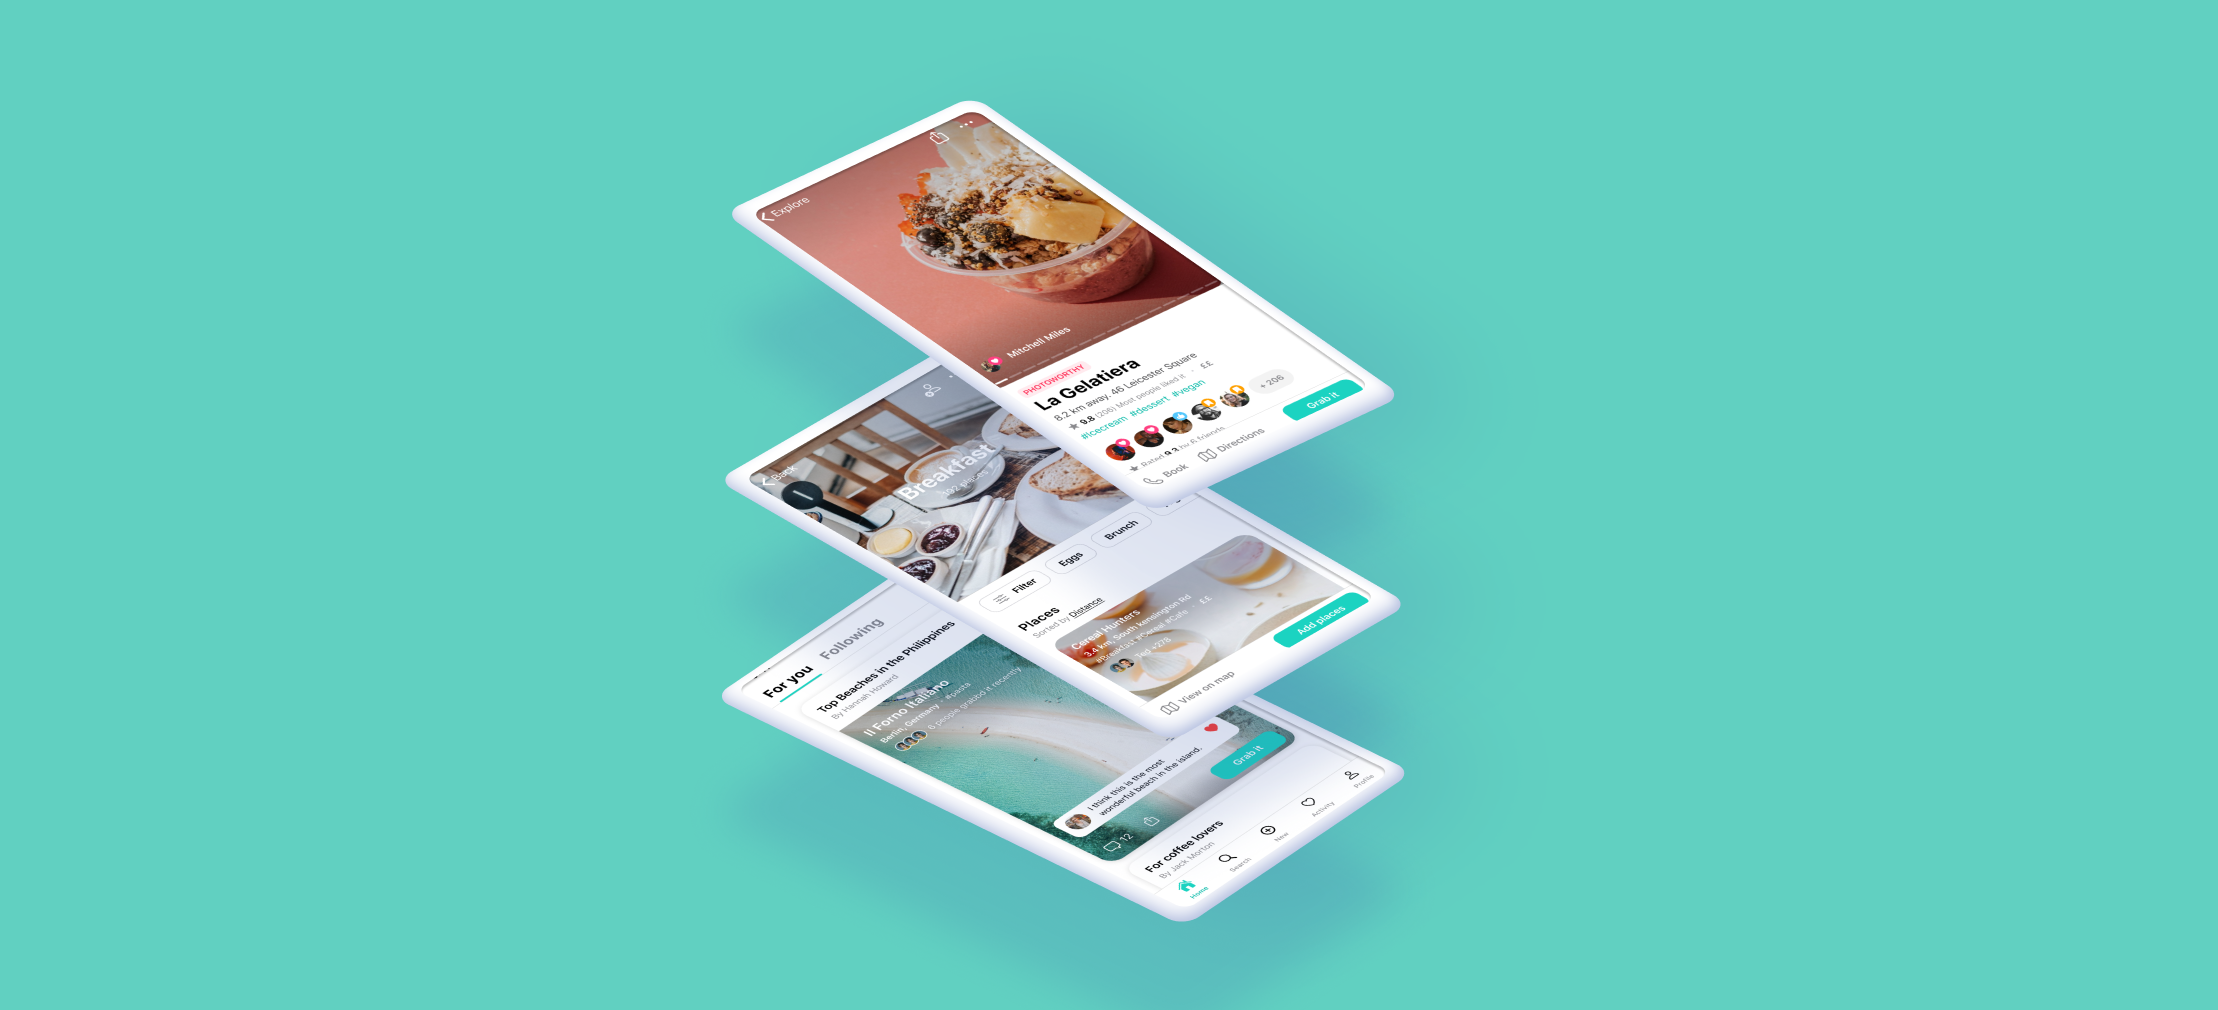 Explore
Mitchell Miles
PHOTOWORTHY
La Gelatiera
8.2 km away. 46 Leicester Square
9.8 (206) Most people liked it · ££
#Icecream #dessert #vegan
+ 206
Rated 9.3 by 6 friends
Book
Directions
Grab it
Back
Breakfast
192 places
Filter
Eggs
Brunch
Places
Sorted by Distance
Cereal Hunters
3.4 km, South Kensington Rd
#Breakfast #Cereal #Cafe · ££
Ted +278
View on map
Add places
For you
Following
Top Beaches in the Philippines
By Hannah Howard
Il Forno Italiano
Berlin, Germany · #pasta
6 people grabbd it recently
I think this is the most
wonderful beach in the island.
12
Grab it
For coffee lovers
By Jack Morton
Home
Search
New
Activity
Profile